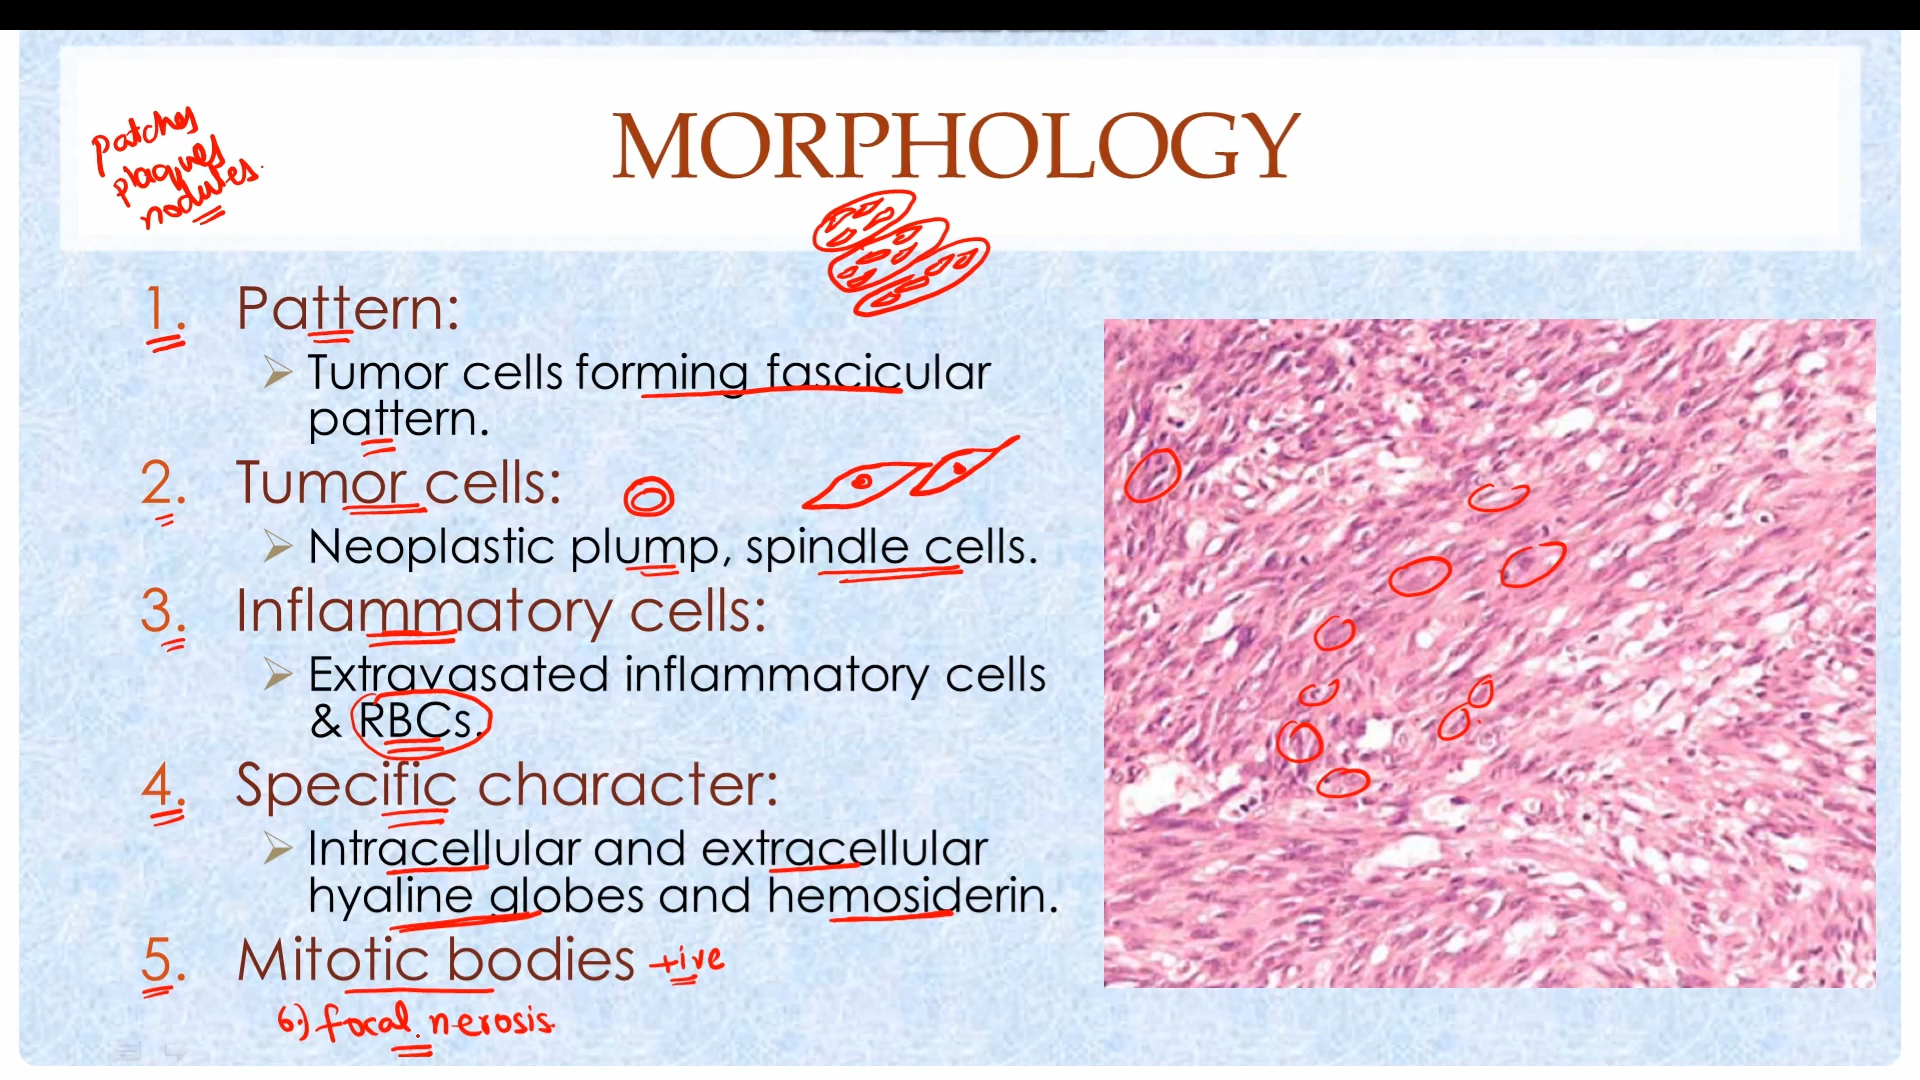 MORPHOLOGY
patches
plaques
nodules.
1. Pattern:
Tumor cells forming fascicular
pattern.
2. Tumor cells:
Neoplastic plump, spindle cells.
3. Inflammatory cells:
Extravasated inflammatory cells
& RBCs.
4. Specific character:
Intracellular and extracellular
hyaline globes and hemosiderin.
5. Mitotic bodies +ive
6.) focal nerosis.